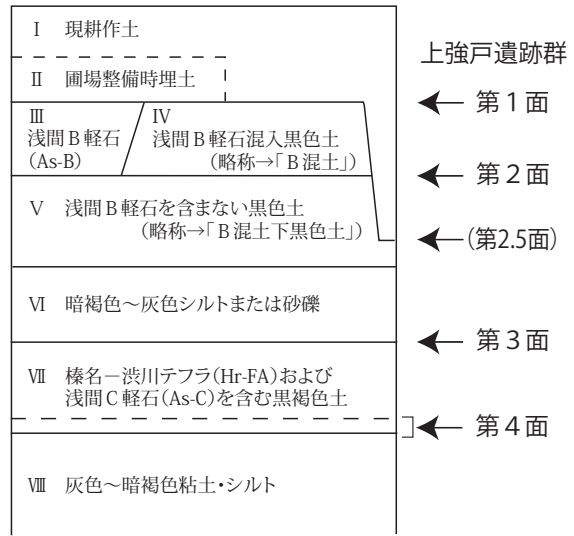 Ⅰ 現耕作土
上強戸遺跡群
Ⅱ 圃場整備時埋土
第1面
Ⅲ
浅間B軽石
(As-B)
Ⅳ
浅間B軽石混入黒色土
(略称→「B混土」)
第2面
Ⅴ 浅間B軽石を含まない黒色土
(略称→「B混土下黒色土」)
(第2.5面)
Ⅵ 暗褐色～灰色シルトまたは砂礫
第3面
Ⅶ 榛名－渋川テフラ(Hr-FA)および
浅間C軽石(As-C)を含む黒褐色土
第4面
Ⅷ 灰色～暗褐色粘土・シルト